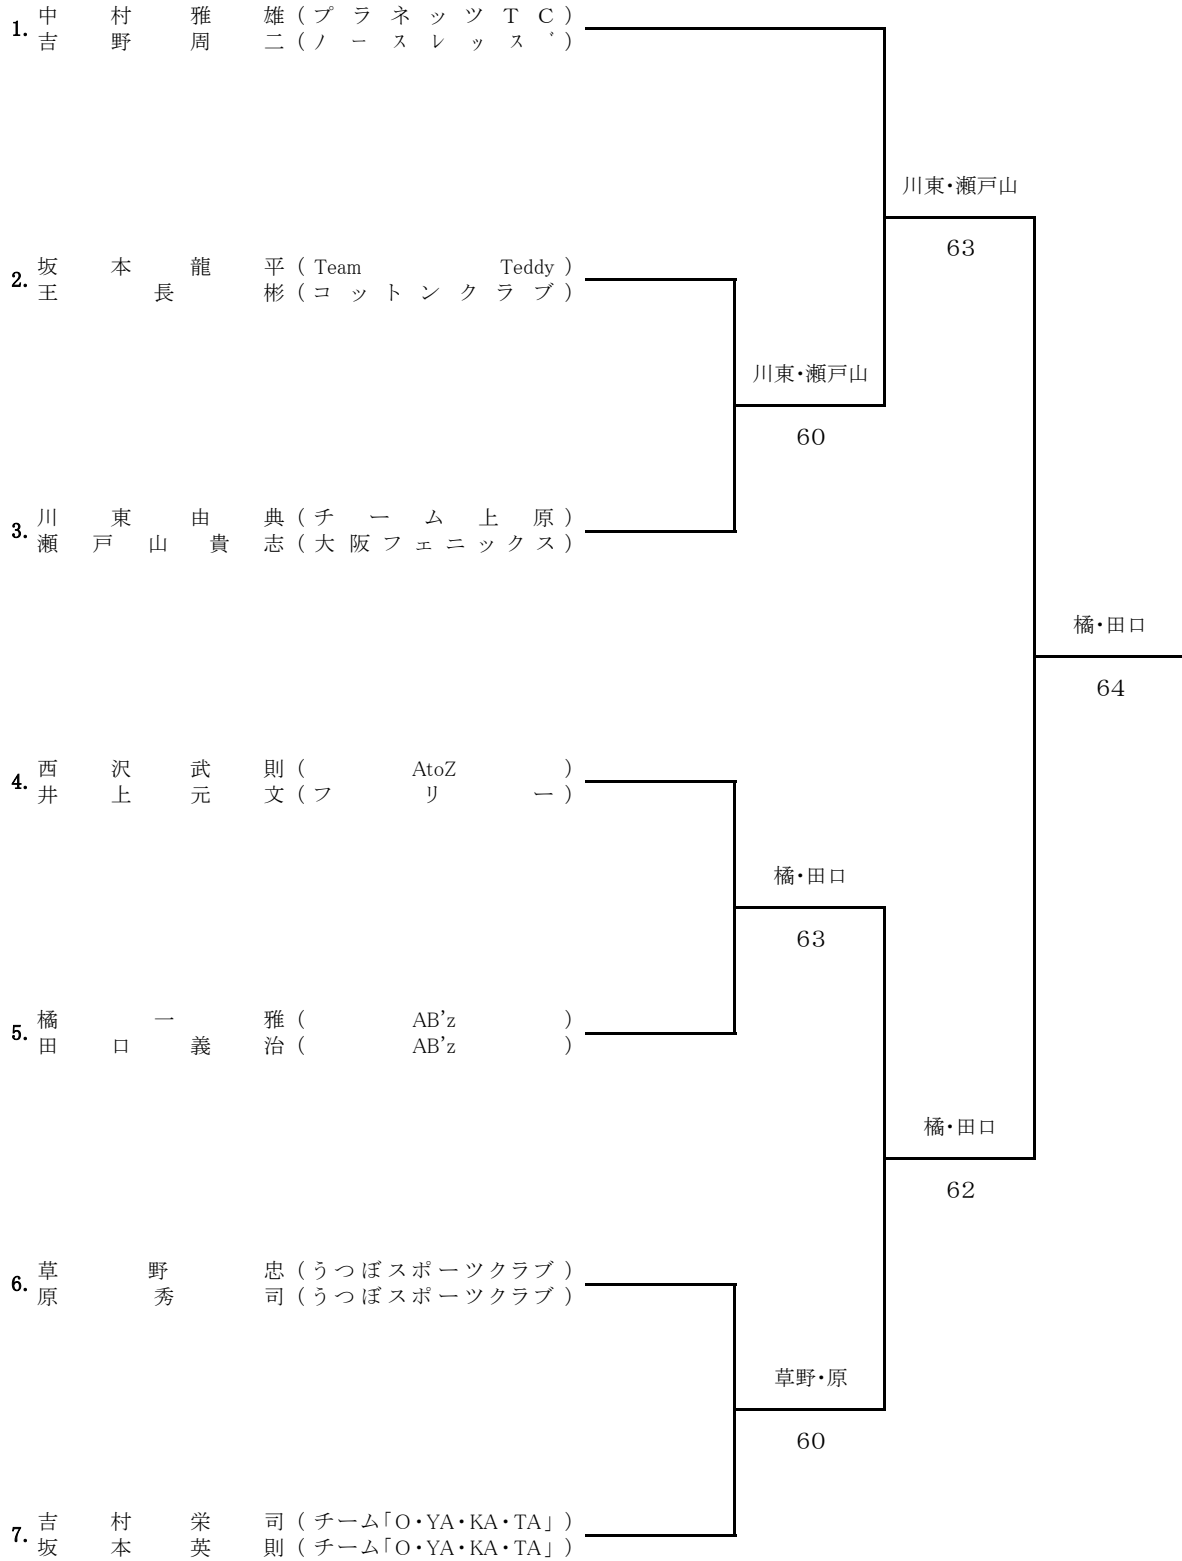 1. 中村雅雄(プラネッツTC)
吉野周二(ノースレッスﾞ)
川東・瀬戸山
63
2. 坂本龍平(Team Teddy)
王長彬(コットンクラブ)
川東・瀬戸山
60
3. 川東由典(チーム上原)
瀬戸山貴志(大阪フェニックス)
橘・田口
64
4. 西沢武則(AtoZ)
井上元文(フリー)
橘・田口
63
5. 橘一雅(AB'z)
田口義治(AB'z)
橘・田口
62
6. 草野忠(うつぼスポーツクラブ)
原秀司(うつぼスポーツクラブ)
草野・原
60
7. 吉村栄司(チーム「O・YA・KA・TA」)
坂本英則(チーム「O・YA・KA・TA」)